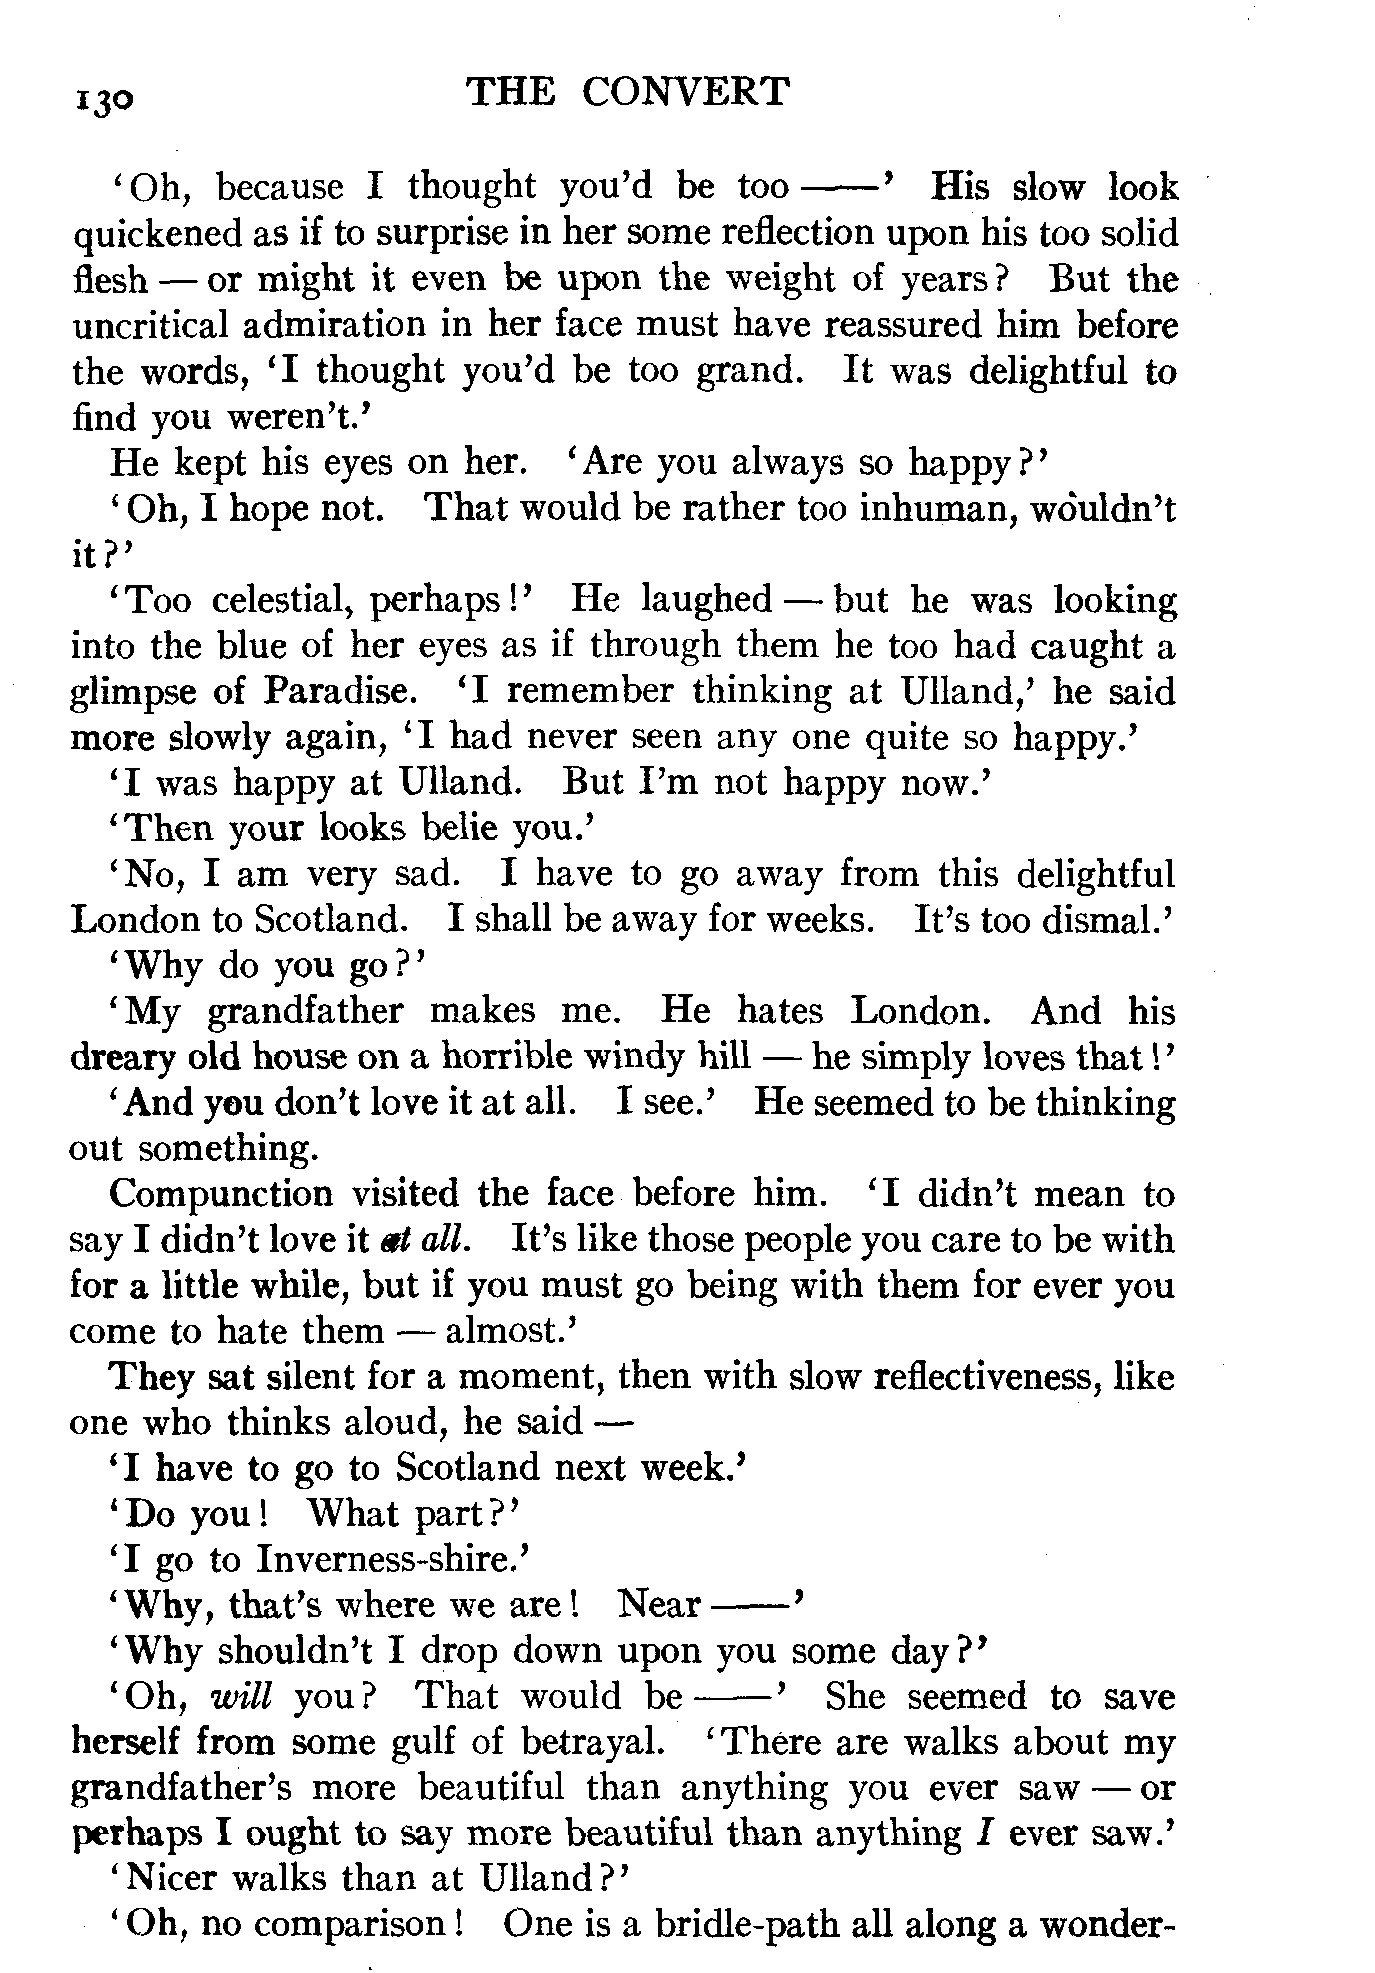 130 THE CONVERT
‘Oh, because I thought you’d be too ——’ His slow look
quickened as if to surprise in her some reflection upon his too solid
flesh — or might it even be upon the weight of years? But the
uncritical admiration in her face must have reassured him before
the words, ‘I thought you’d be too grand. It was delightful to
find you weren’t.’
He kept his eyes on her. ‘Are you always so happy?’
‘Oh, I hope not. That would be rather too inhuman, wouldn’t
it?’
‘Too celestial, perhaps!’ He laughed — but he was looking
into the blue of her eyes as if through them he too had caught a
glimpse of Paradise. ‘I remember thinking at Ulland,’ he said
more slowly again, ‘I had never seen any one quite so happy.’
‘I was happy at Ulland. But I’m not happy now.’
‘Then your looks belie you.’
‘No, I am very sad. I have to go away from this delightful
London to Scotland. I shall be away for weeks. It’s too dismal.’
‘Why do you go?’
‘My grandfather makes me. He hates London. And his
dreary old house on a horrible windy hill — he simply loves that!’
‘And you don’t love it at all. I see.’ He seemed to be thinking
out something.
Compunction visited the face before him. ‘I didn’t mean to
say I didn’t love it at all. It’s like those people you care to be with
for a little while, but if you must go being with them for ever you
come to hate them — almost.’
They sat silent for a moment, then with slow reflectiveness, like
one who thinks aloud, he said —
‘I have to go to Scotland next week.’
‘Do you! What part?’
‘I go to Inverness-shire.’
‘Why, that’s where we are! Near ——’
‘Why shouldn’t I drop down upon you some day?’
‘Oh, will you? That would be ——’ She seemed to save
herself from some gulf of betrayal. ‘There are walks about my
grandfather’s more beautiful than anything you ever saw — or
perhaps I ought to say more beautiful than anything I ever saw.’
‘Nicer walks than at Ulland?’
‘Oh, no comparison! One is a bridle-path all along a wonder-